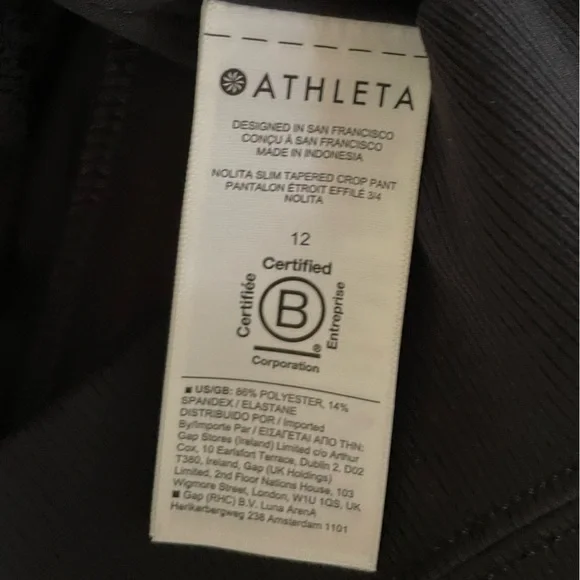 ATHLETA
DESIGNED IN SAN FRANCISCO
CONÇU À SAN FRANCISCO
MADE IN INDONESIA
NOLITA SLIM TAPERED CROP PANT
PANTALON ÉTROIT EFFILÉ 3/4
NOLITA
12
Certified
Certifiée
B
Entreprise
®
Corporation
■ US/GB: 86% POLYESTER, 14%
SPANDEX / ELASTANE
DISTRIBUIDO POR / Imported
By/Importe Par / ΕΙΣΑΓΕΤΑΙ ΑΠΟ ΤΗΝ:
Gap Stores (Ireland) Limited c/o Arthur
Cox, 10 Earlsfort Terrace, Dublin 2, D02
T380, Ireland, Gap (UK Holdings)
Limited, 2nd Floor Nations House, 103
Wigmore Street, London, W1U 1QS, UK
■ Gap (RHC) B.V. Luna ArenA
Herikerbergweg 238 Amsterdam 1101